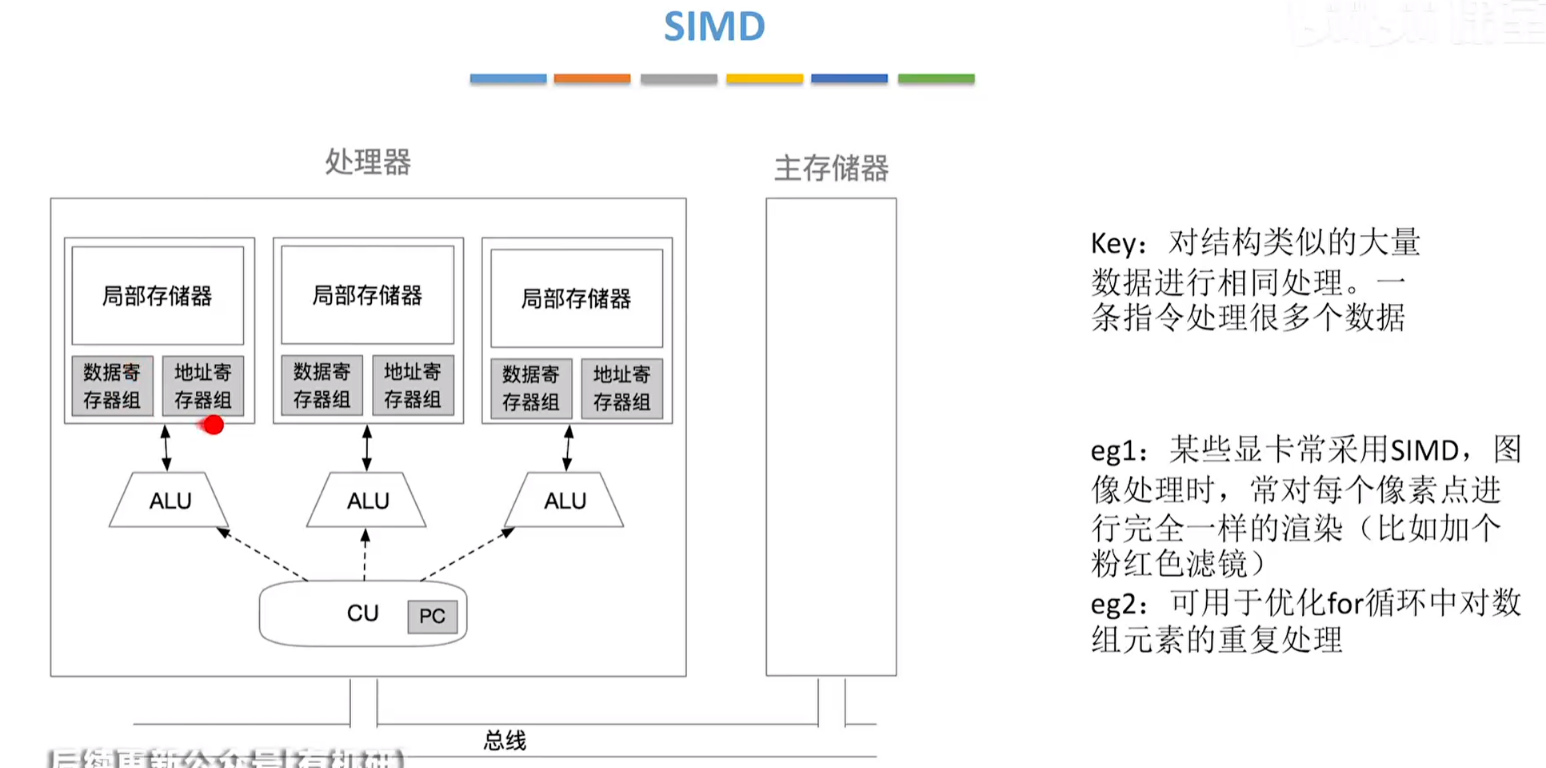 SIMD
处理器
主存储器
局部存储器
局部存储器
局部存储器
数据寄
存器组
地址寄
存器组
数据寄
存器组
地址寄
存器组
数据寄
存器组
地址寄
存器组
ALU
ALU
ALU
CU
PC
总线
Key：对结构类似的大量
数据进行相同处理。一
条指令处理很多个数据
eg1：某些显卡常采用SIMD，图
像处理时，常对每个像素点进
行完全一样的渲染（比如加个
粉红色滤镜）
eg2：可用于优化for循环中对数
组元素的重复处理